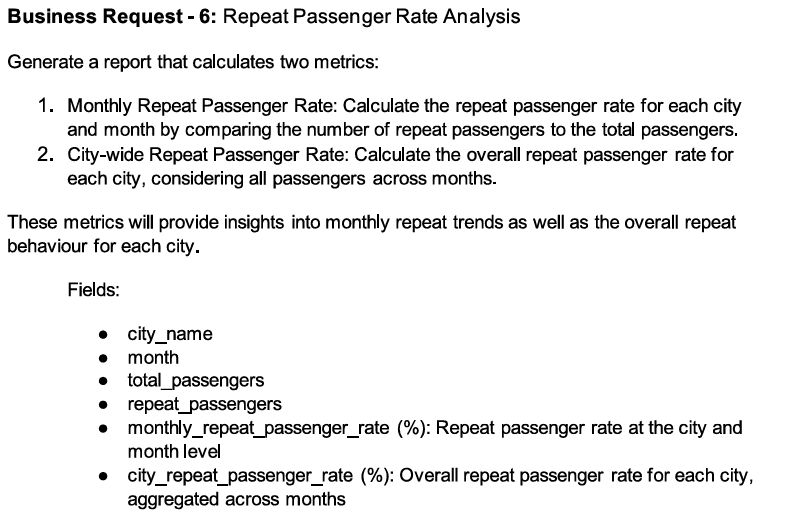 Business Request - 6: Repeat Passenger Rate Analysis
Generate a report that calculates two metrics:
1. Monthly Repeat Passenger Rate: Calculate the repeat passenger rate for each city
and month by comparing the number of repeat passengers to the total passengers.
2. City-wide Repeat Passenger Rate: Calculate the overall repeat passenger rate for
each city, considering all passengers across months.
These metrics will provide insights into monthly repeat trends as well as the overall repeat
behaviour for each city.
Fields:
● city_name
● month
● total_passengers
● repeat_passengers
● monthly_repeat_passenger_rate (%): Repeat passenger rate at the city and
month level
● city_repeat_passenger_rate (%): Overall repeat passenger rate for each city,
aggregated across months